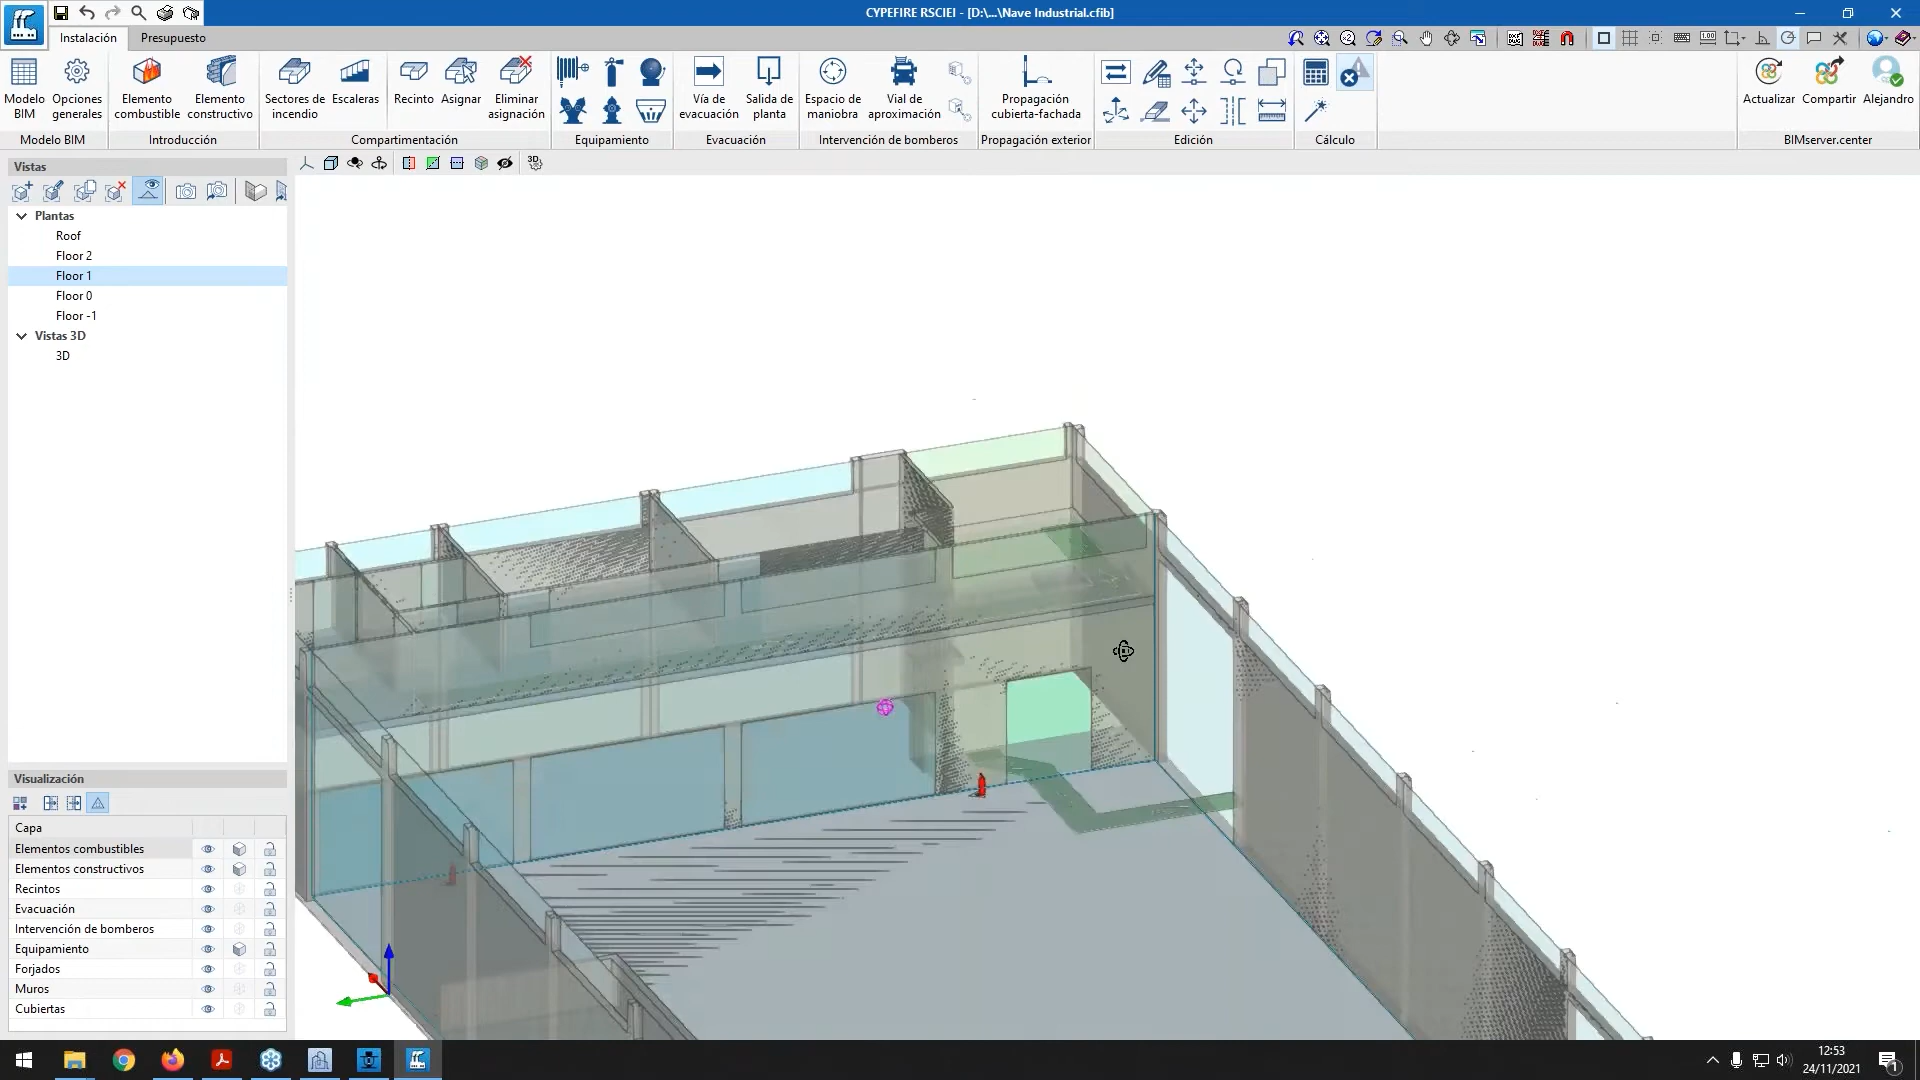 CYPEFIRE RSCIEI - [D:\...\Nave Industrial.cfib]
Instalación
Presupuesto
Modelo BIM
Opciones generales
Elemento combustible
Elemento constructivo
Sectores de incendio
Escaleras
Recinto
Asignar
Eliminar asignación
Vía de evacuación
Salida de planta
Espacio de maniobra
Vial de aproximación
Propagación cubierta-fachada
Actualizar
Compartir
Alejandro
Modelo BIM
Introducción
Compartimentación
Equipamiento
Evacuación
Intervención de bomberos
Propagación exterior
Edición
Cálculo
BIMserver.center
Vistas
Plantas
Roof
Floor 2
Floor 1
Floor 0
Floor -1
Vistas 3D
3D
Visualización
Capa
Elementos combustibles
Elementos constructivos
Recintos
Evacuación
Intervención de bomberos
Equipamiento
Forjados
Muros
Cubiertas
12:53
24/11/2021